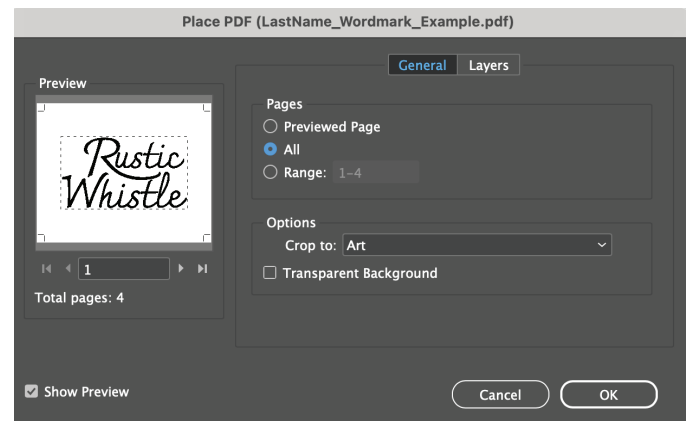 Place PDF (LastName_Wordmark_Example.pdf)
General Layers
Preview
Rustic
Whistle
1
Total pages: 4
Pages
Previewed Page
All
Range: 1-4
Options
Crop to: Art
Transparent Background
Show Preview
Cancel OK